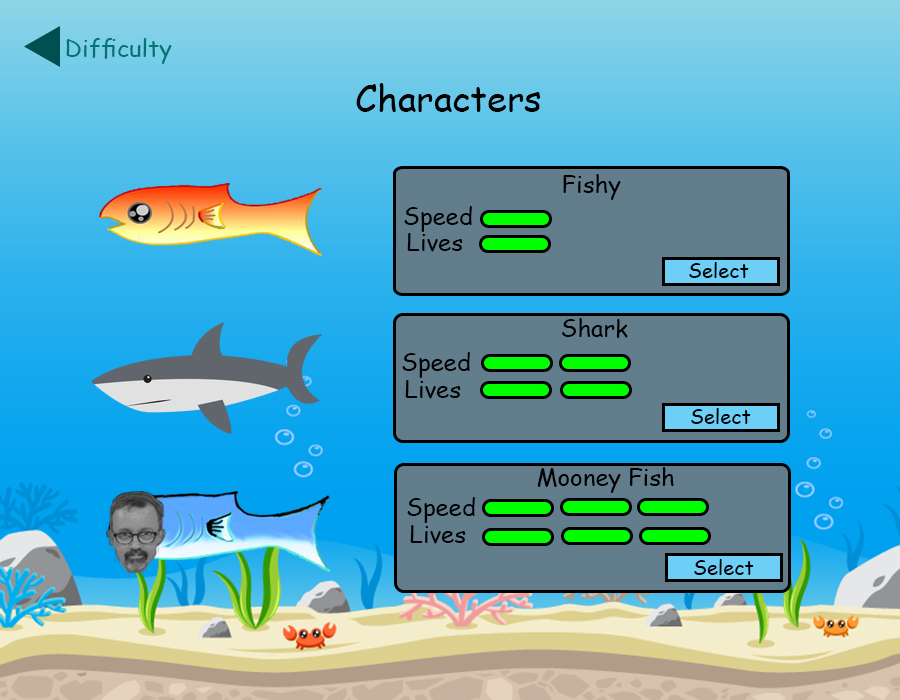 Difficulty
Characters
Fishy
Speed
Lives
Select
Shark
Speed
Lives
Select
Mooney Fish
Speed
Lives
Select